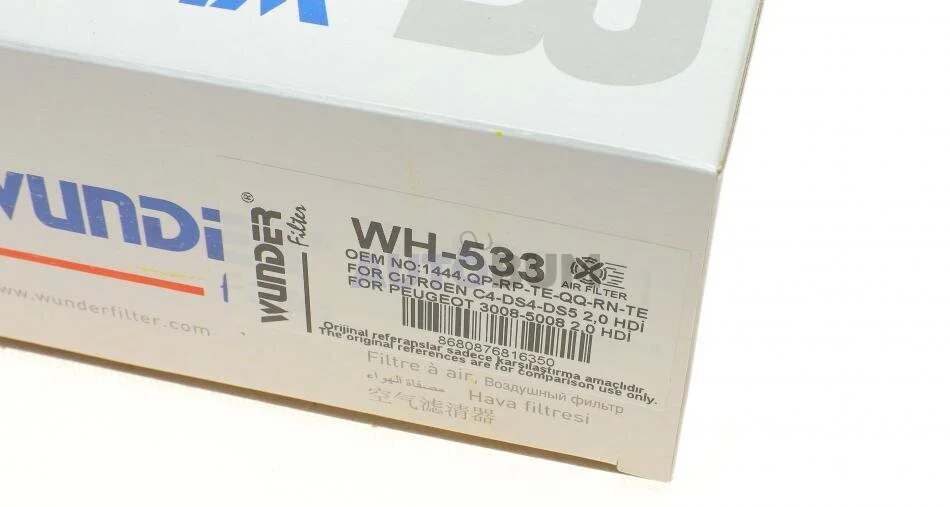 wundi
www.wunderfilter.com
WUNDER®
Filter
WH-533
AIR FILTER
OEM NO:1444.QP-RP-TE-QQ-RN-TE
FOR CITROEN C4-DS4-DS5 2,0 HDİ
FOR PEUGEOT 3008-5008 2,0 HDİ
8680876816350
Orijinal referanslar sadece karşılaştırma amaçlıdır.
The original references are for comparison use only.
Filtre à air, Воздушный фильтр
مصفاة الهواء Hava filtresi
空气滤清器